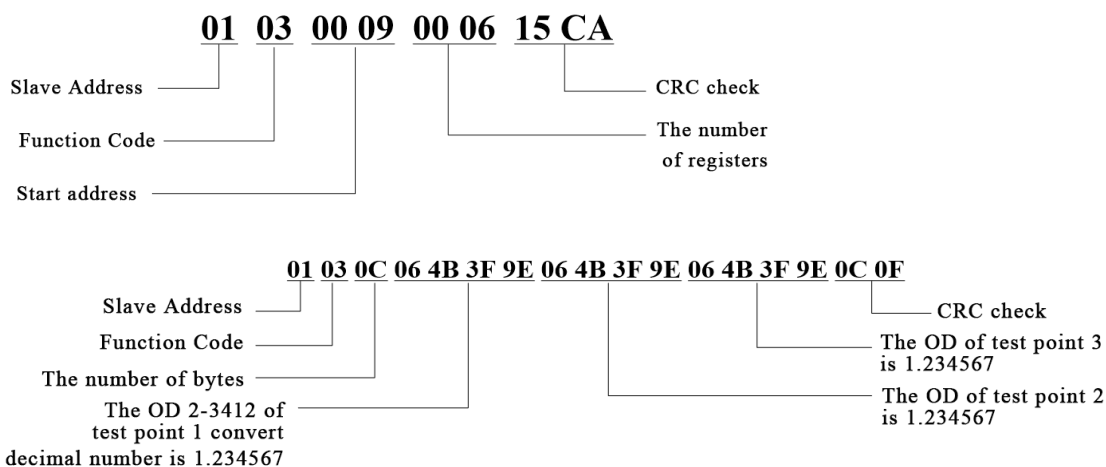 01 03 00 09 00 06 15 CA
Slave Address
CRC check
Function Code
The number
of registers
Start address
01 03 0C 06 4B 3F 9E 06 4B 3F 9E 06 4B 3F 9E 0C 0F
Slave Address
CRC check
Function Code
The OD of test point 3
is 1.234567
The number of bytes
The OD of test point 2
is 1.234567
The OD 2-3412 of
test point 1 convert
decimal number is 1.234567